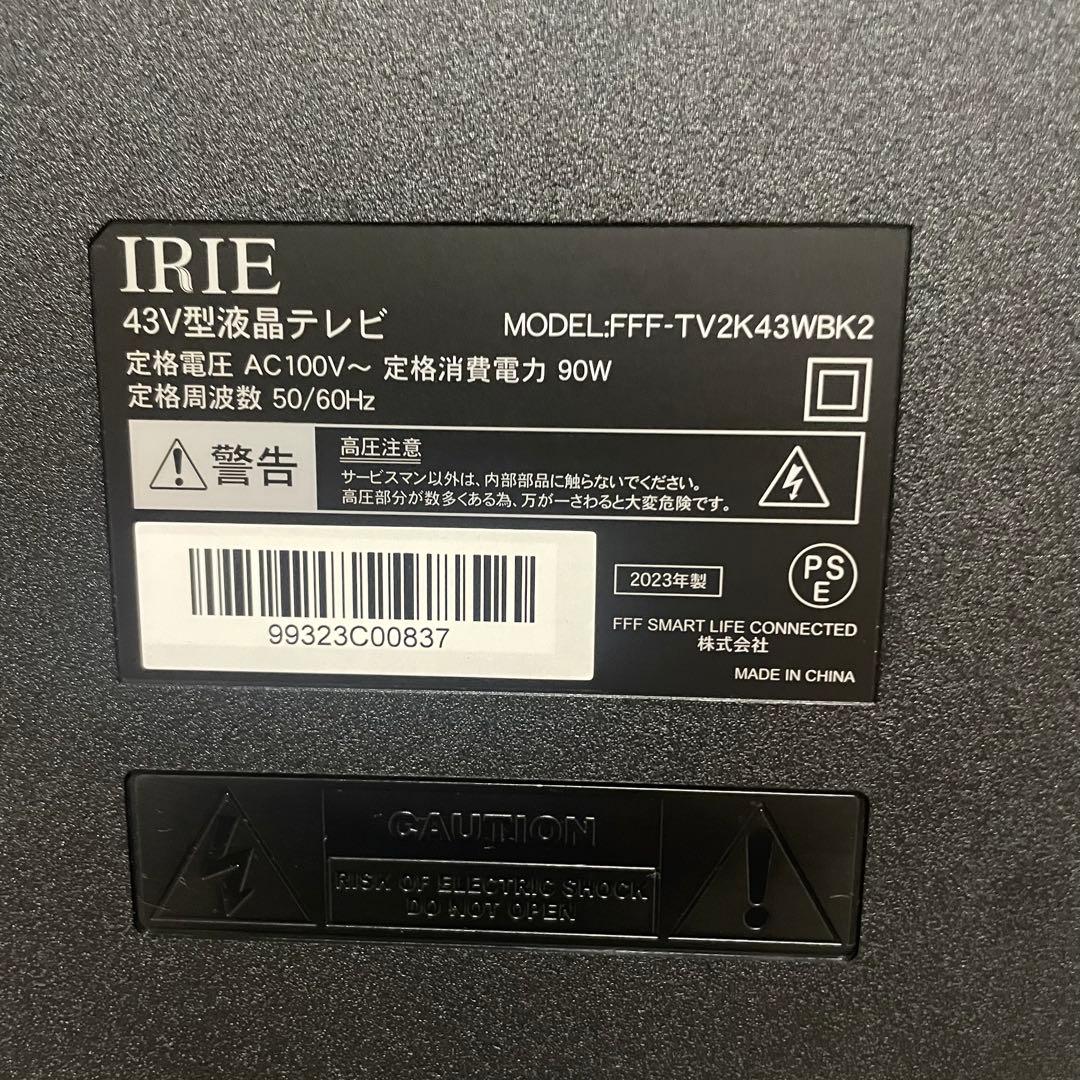 IRIE
43V型液晶テレビ
MODEL:FFF-TV2K43WBK2
定格電圧 AC100V～ 定格消費電力 90W
定格周波数 50/60Hz
警告
高圧注意
サービスマン以外は、内部部品に触らないでください。
高圧部分が数多くある為、万が一さわると大変危険です。
99323C00837
2023年製
PSE
FFF SMART LIFE CONNECTED
株式会社
MADE IN CHINA
CAUTION
RISK OF ELECTRIC SHOCK
DO NOT OPEN